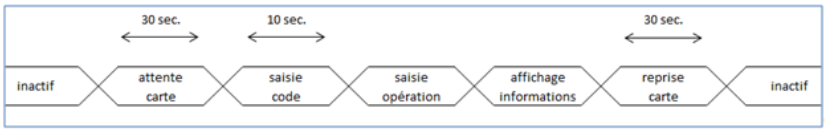 30 sec.
10 sec.
30 sec.
inactif
attente
carte
saisie
code
saisie
opération
affichage
informations
reprise
carte
inactif